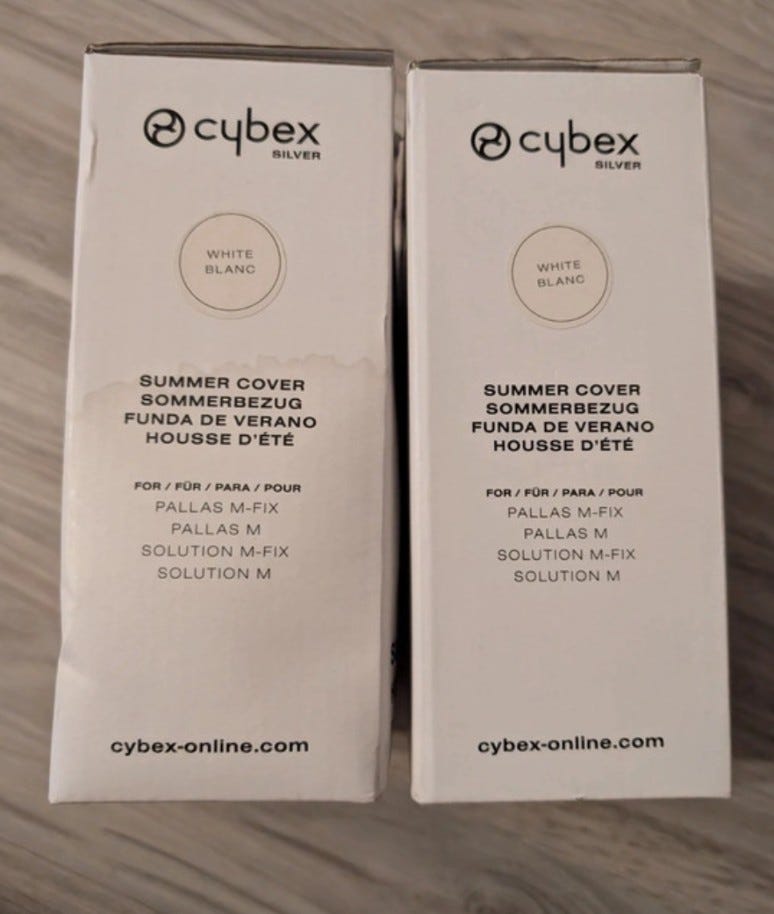 cybex
SILVER
WHITE
BLANC
SUMMER COVER
SOMMERBEZUG
FUNDA DE VERANO
HOUSSE D'ÉTÉ
FOR / FÜR / PARA / POUR
PALLAS M-FIX
PALLAS M
SOLUTION M-FIX
SOLUTION M
cybex-online.com
cybex
SILVER
WHITE
BLANC
SUMMER COVER
SOMMERBEZUG
FUNDA DE VERANO
HOUSSE D'ÉTÉ
FOR / FÜR / PARA / POUR
PALLAS M-FIX
PALLAS M
SOLUTION M-FIX
SOLUTION M
cybex-online.com